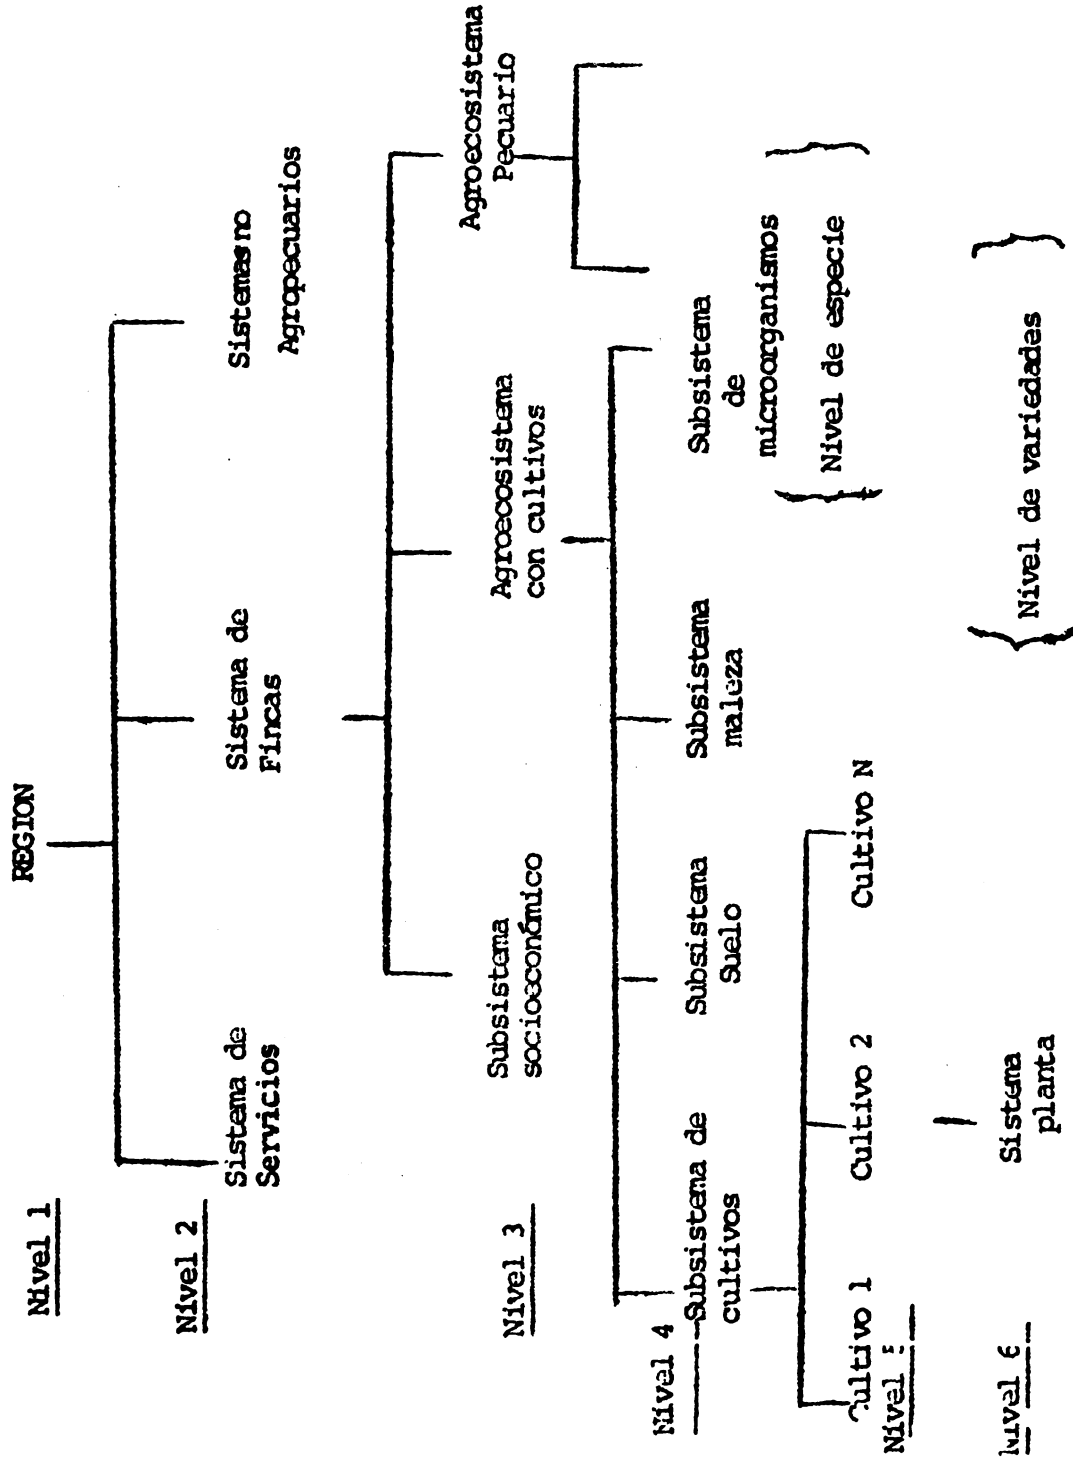 REGION
Nivel 1
Nivel 2
Sistema de
Servicios
Sistema de
Fincas
Sistemas no
Agropecuarios
Nivel 3
Subsistema
socioeconómico
Agroecosistema
con cultivos
Agroecosistema
Pecuario
Nivel 4
Subsistema de
cultivos
Subsistema
Suelo
Subsistema
maleza
Subsistema
de
microorganismos
Nivel de especie
Cultivo 1
Cultivo 2
Cultivo N
Nivel 5
Nivel 6
Sistema
planta
Nivel de variedades